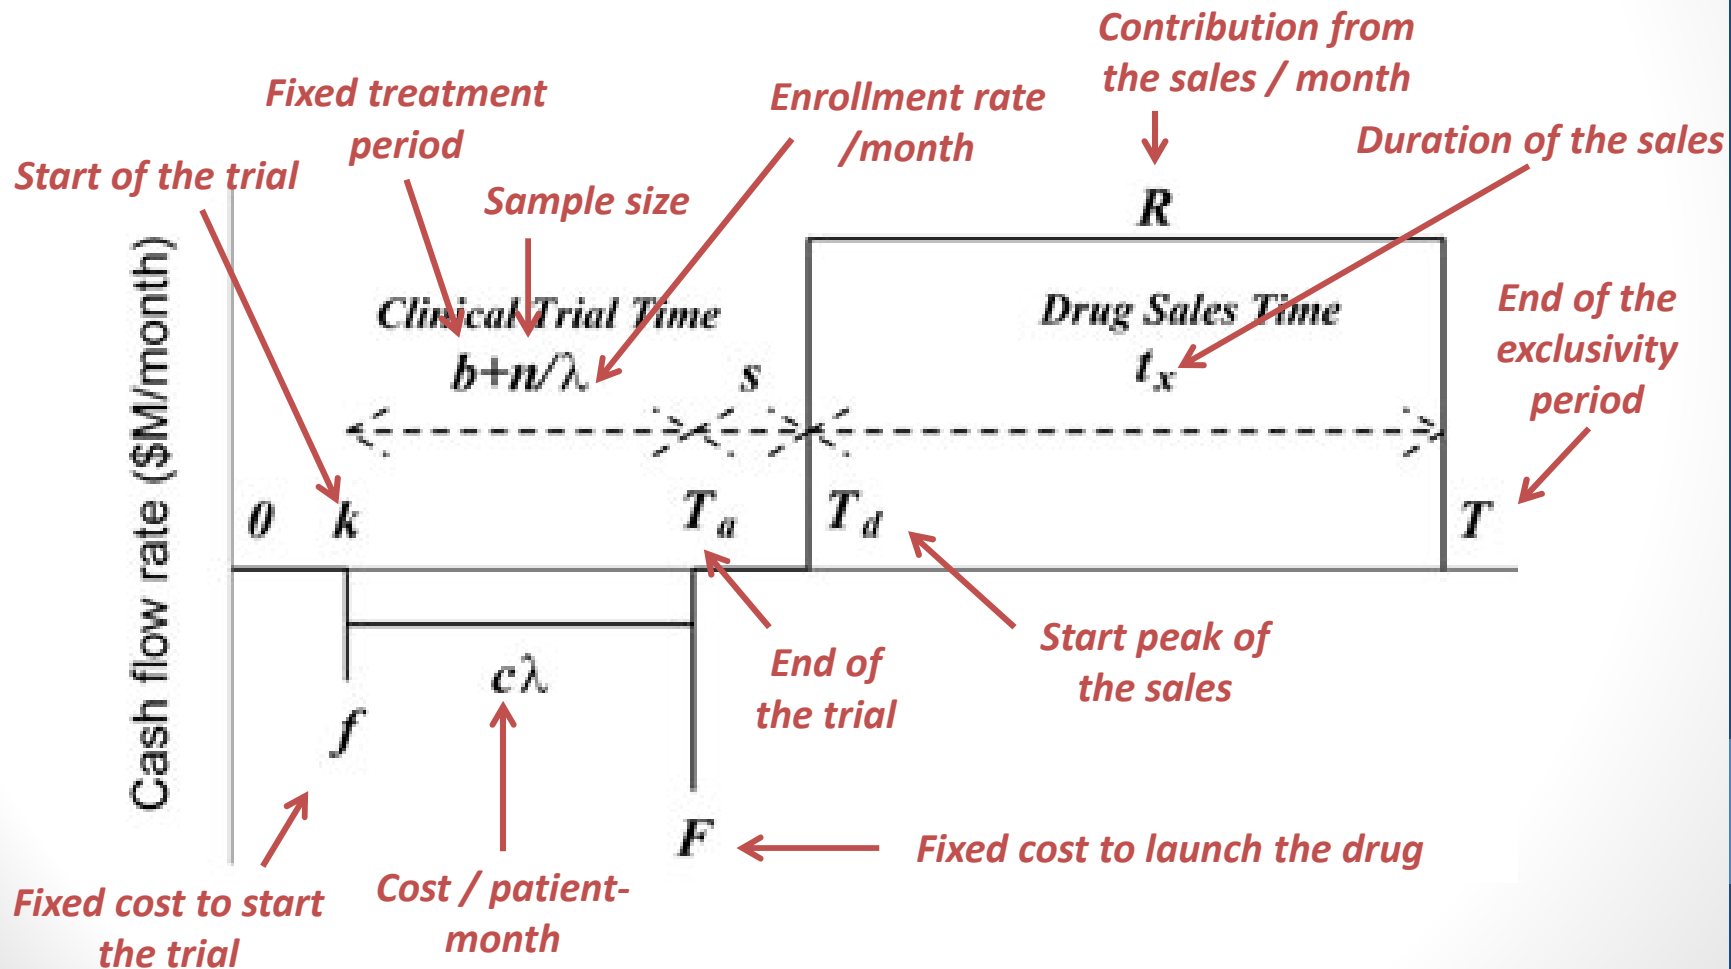 Contribution from
the sales / month
Fixed treatment
period
Enrollment rate
/month
Duration of the sales
Start of the trial
Sample size
R
Clinical Trial Time
Drug Sales Time
End of the
exclusivity
period
b+n/λ
s
tx
0
k
Ta
Td
T
Cash flow rate ($M/month)
cλ
f
End of
the trial
Start peak of
the sales
F
Fixed cost to launch the drug
Fixed cost to start
the trial
Cost / patient-
month